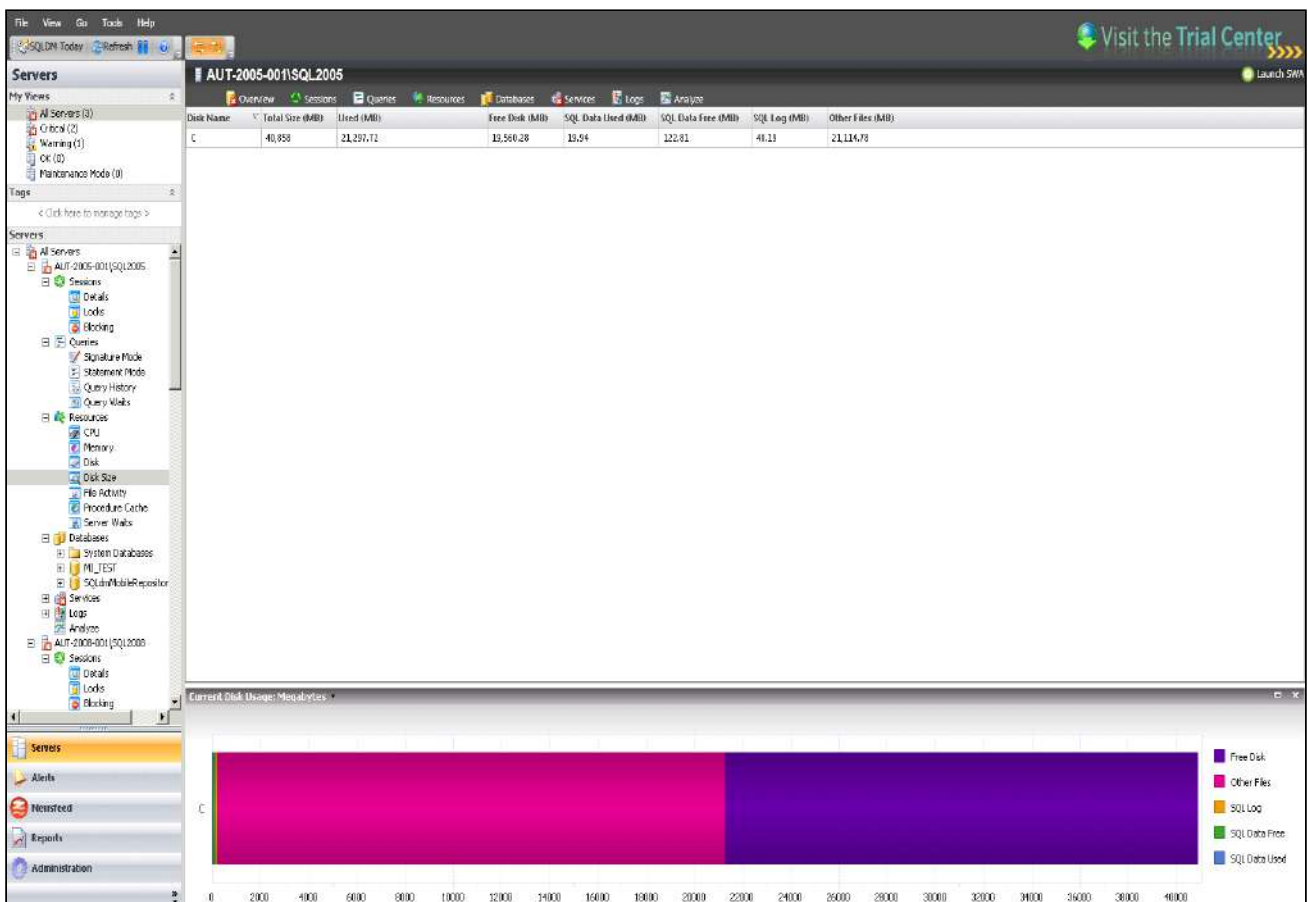 File View Go Tools Help
SQLDM Today Refresh
Visit the Trial Center
Servers
AUT-2005-001\SQL2005
Launch SWA
My Views
Overview Sessions Queries Resources Databases Services Logs Analyze
All Servers (3)
Critical (2)
Warning (1)
OK (0)
Maintenance Mode (0)
Disk Name Total Size (MB) Used (MB) Free Disk (MB) SQL Data Used (MB) SQL Data Free (MB) SQL Log (MB) Other Files (MB)
C 40,858 21,297.72 19,560.28 19.94 122.81 40.19 21,114.78
Tags
< Click here to manage tags >
Servers
All Servers
AUT-2005-001\SQL2005
Sessions
Details
Locks
Blocking
Queries
Signature Mode
Statement Mode
Query History
Query Waits
Resources
CPU
Memory
Disk
Disk Size
File Activity
Procedure Cache
Server Waits
Databases
System Databases
MI_TEST
SQLdmMobileRepositor
Services
Logs
Analyze
AUT-2008-001\SQL2008
Sessions
Details
Locks
Blocking
Servers
Alerts
Newsfeed
Reports
Administration
Current Disk Usage: Megabytes
C
0 2000 4000 6000 8000 10000 12000 14000 16000 18000 20000 22000 24000 26000 28000 30000 32000 34000 36000 38000 40000
Free Disk
Other Files
SQL Log
SQL Data Free
SQL Data Used